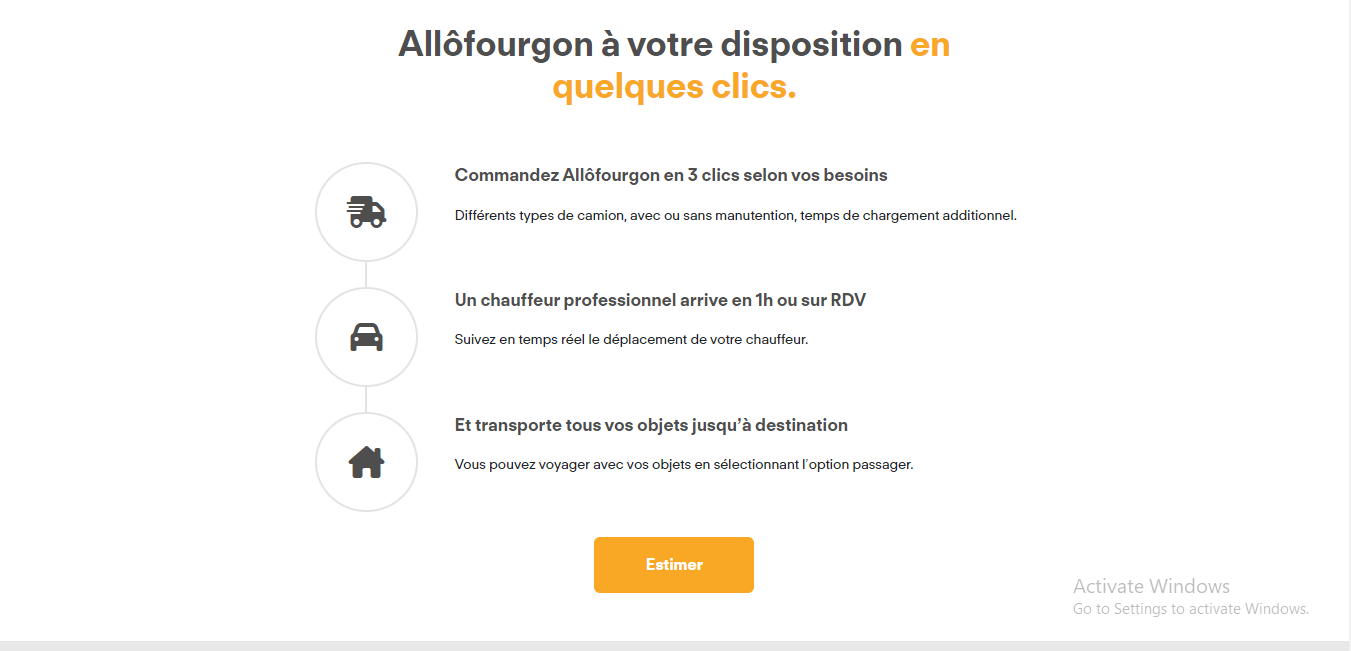 Allôfourgon à votre disposition en
quelques clics.
Commandez Allôfourgon en 3 clics selon vos besoins
Différents types de camion, avec ou sans manutention, temps de chargement additionnel.
Un chauffeur professionnel arrive en 1h ou sur RDV
Suivez en temps réel le déplacement de votre chauffeur.
Et transporte tous vos objets jusqu’à destination
Vous pouvez voyager avec vos objets en sélectionnant l’option passager.
Estimer
Activate Windows
Go to Settings to activate Windows.